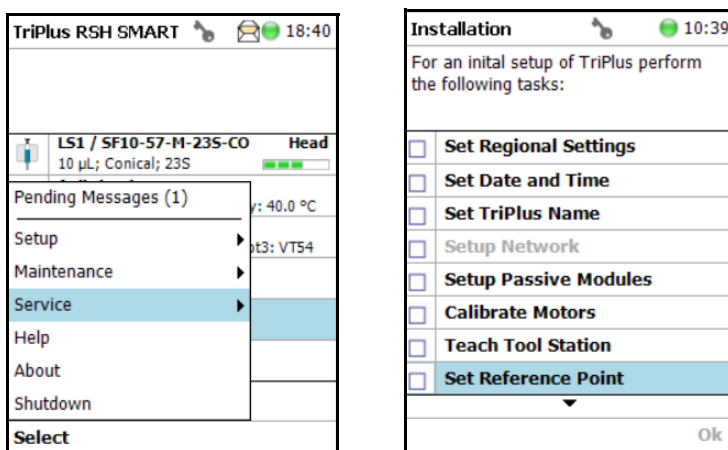 TriPlus RSH SMART 18:40
LS1 / SF10-57-M-23S-CO Head
10 µL; Conical; 23S
Pending Messages (1)
y: 40.0 °C
Setup
pt3: VT54
Maintenance
Service
Help
About
Shutdown
Select
Installation 10:39
For an inital setup of TriPlus perform
the following tasks:
Set Regional Settings
Set Date and Time
Set TriPlus Name
Setup Network
Setup Passive Modules
Calibrate Motors
Teach Tool Station
Set Reference Point
Ok